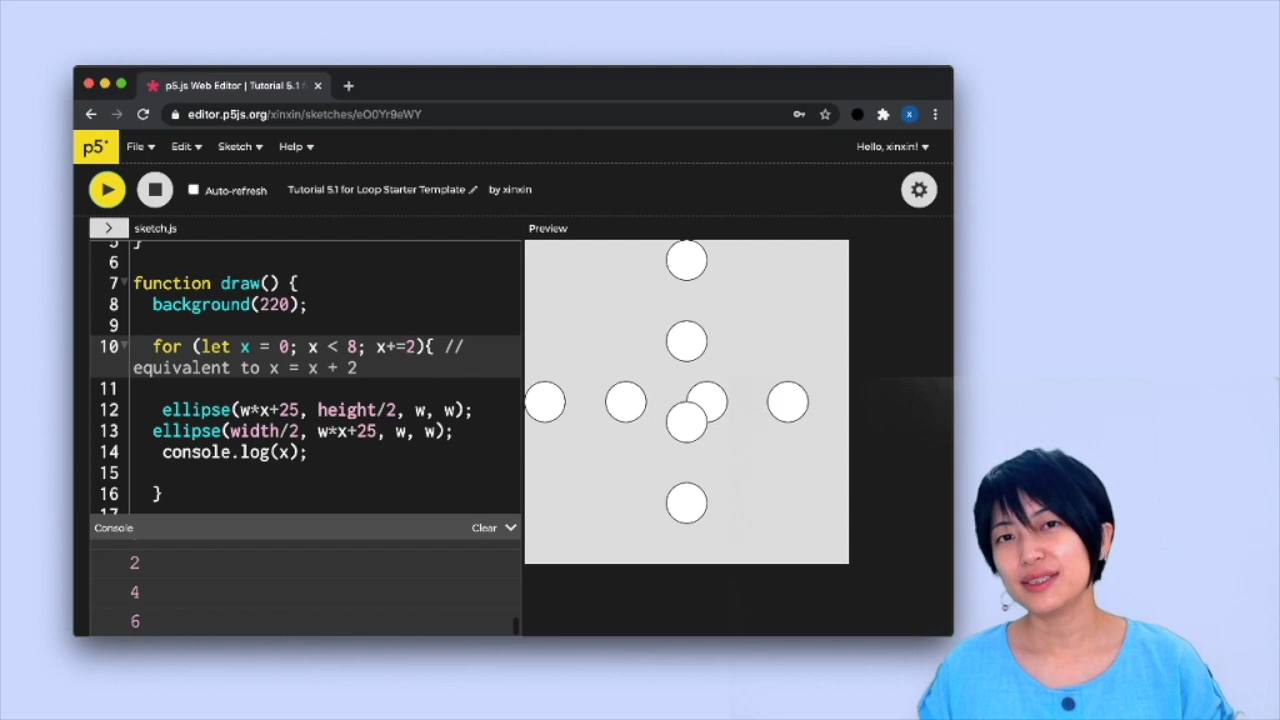 p5.js Web Editor | Tutorial 5.1
editor.p5js.org/xinxin/sketches/eO0Yr9eWY
x
p5*
File Edit Sketch Help Hello, xinxin!
Auto-refresh Tutorial 5.1 for Loop Starter Template by xinxin
> sketch.js Preview
5 }
6
7 function draw() {
8 background(220);
9
10 for (let x = 0; x < 8; x+=2){ //
equivalent to x = x + 2
11
12 ellipse(w*x+25, height/2, w, w);
13 ellipse(width/2, w*x+25, w, w);
14 console.log(x);
15
16 }
17
Console Clear
2
4
6